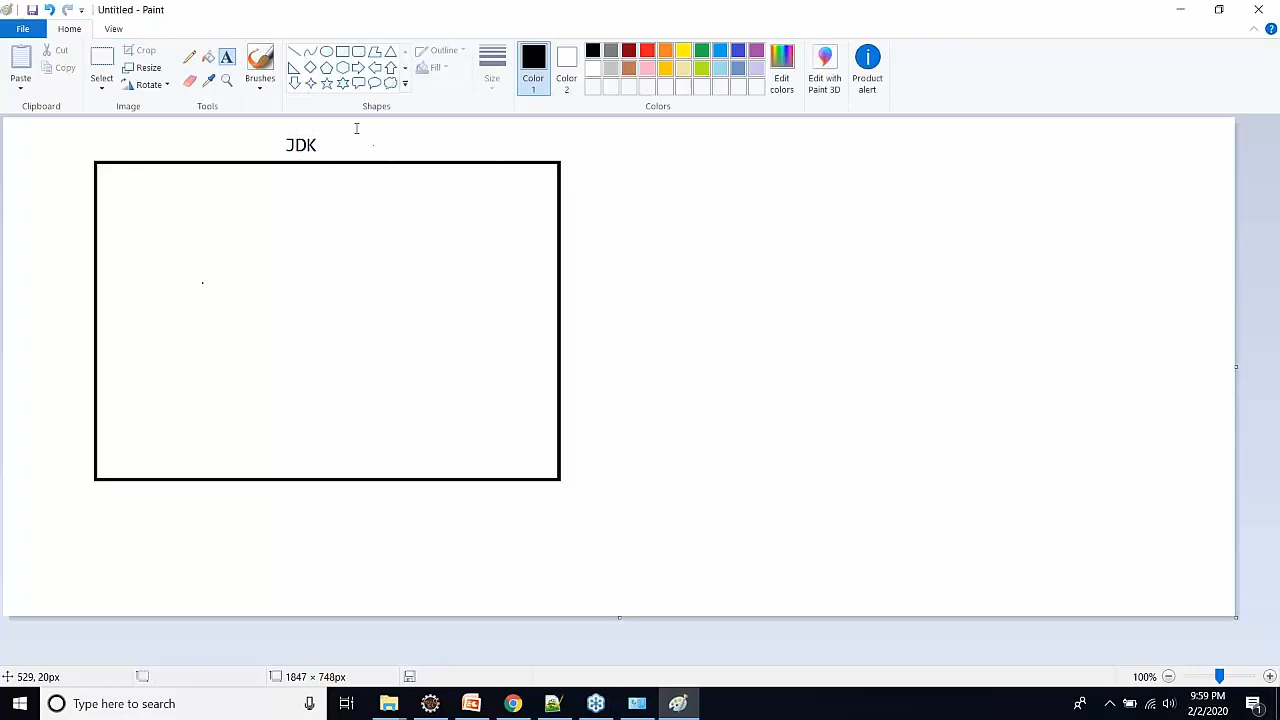 Untitled - Paint
File Home View
Paste
Cut
Copy
Clipboard
Select
Crop
Resize
Rotate
Image
A
Tools
Brushes
Outline
Fill
Shapes
Size
Color
1
Color
2
Colors
Edit
colors
Edit with
Paint 3D
Product
alert
JDK
529, 20px
1847 × 748px
100%
Type here to search
9:59 PM
2/2/2020